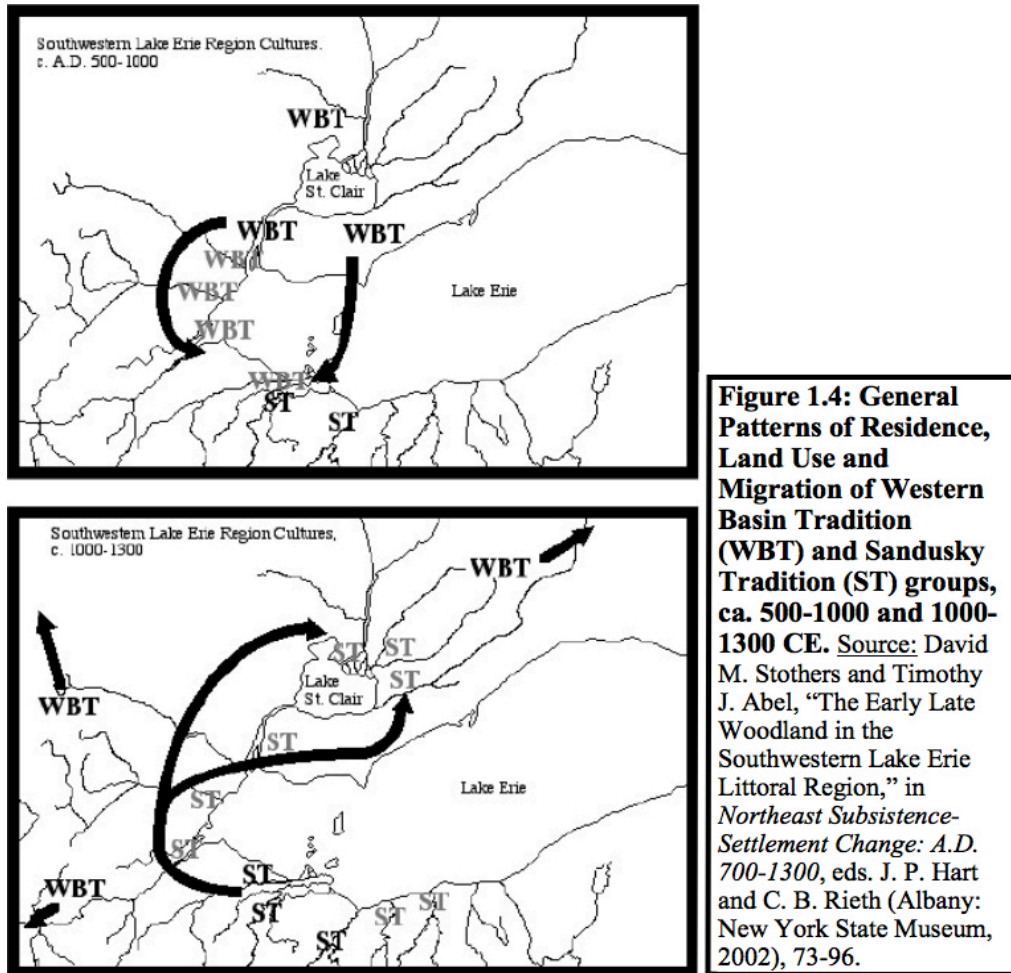 Southwestern Lake Erie Region Cultures.
c. A.D. 500-1000
WBT
Lake
St. Clair
WBT
WBT
WBT
WBT
Lake Erie
WBT
WBT
ST
ST
Southwestern Lake Erie Region Cultures,
c. 1000-1300
WBT
ST
ST
Lake
St. Clair
ST
WBT
ST
Lake Erie
ST
ST
WBT
ST
ST
ST
ST
ST
Figure 1.4: General
Patterns of Residence,
Land Use and
Migration of Western
Basin Tradition
(WBT) and Sandusky
Tradition (ST) groups,
ca. 500-1000 and 1000-
1300 CE. Source: David
M. Stothers and Timothy
J. Abel, “The Early Late
Woodland in the
Southwestern Lake Erie
Littoral Region,” in
Northeast Subsistence-
Settlement Change: A.D.
700-1300, eds. J. P. Hart
and C. B. Rieth (Albany:
New York State Museum,
2002), 73-96.